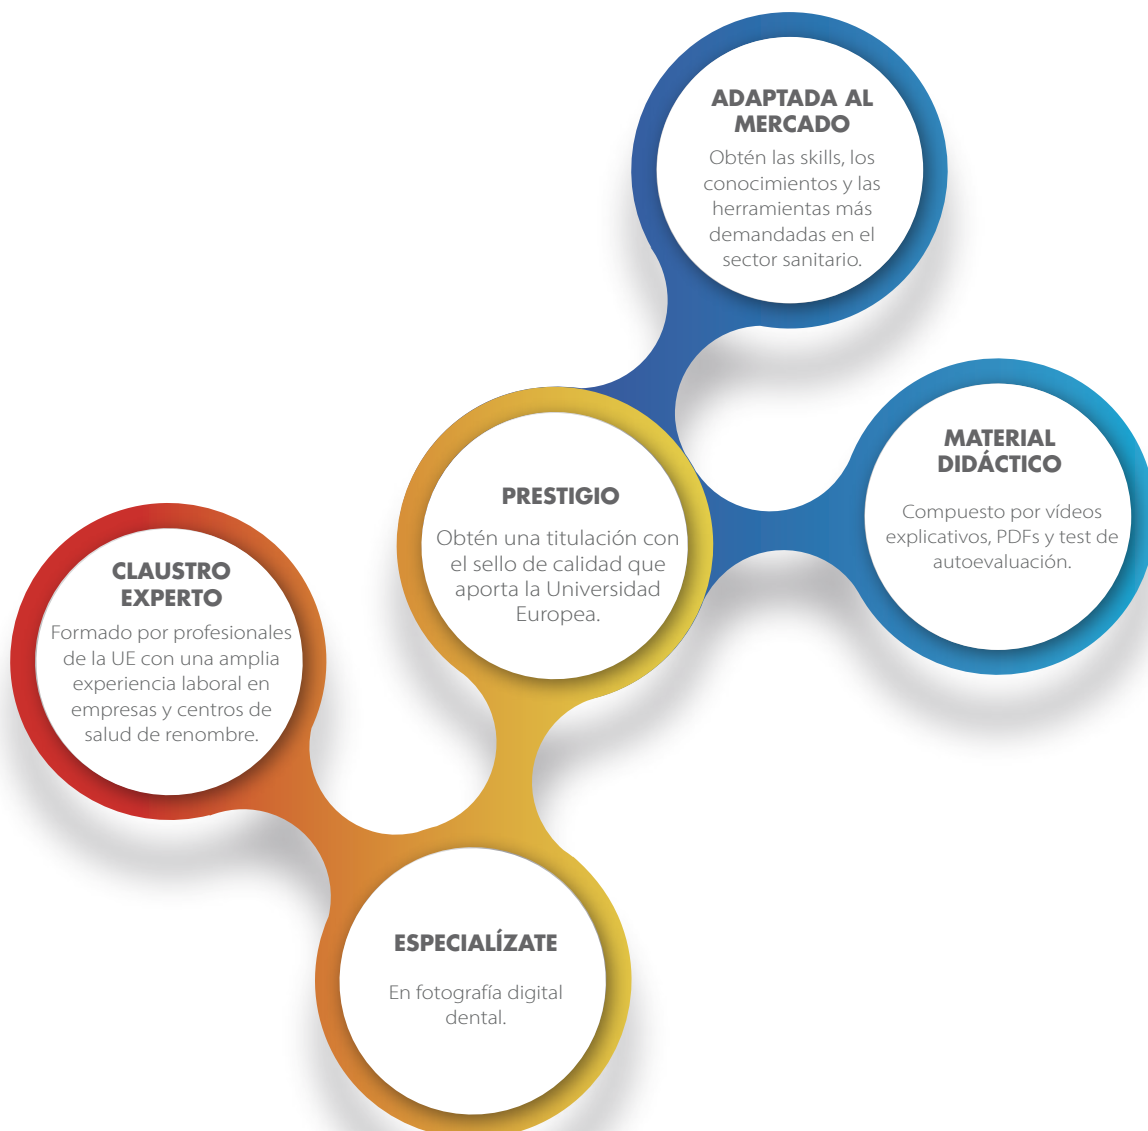 ADAPTADA AL
MERCADO
Obtén las skills, los
conocimientos y las
herramientas más
demandadas en el
sector sanitario.
MATERIAL
DIDÁCTICO
Compuesto por vídeos
explicativos, PDFs y test de
autoevaluación.
PRESTIGIO
Obtén una titulación con
el sello de calidad que
aporta la Universidad
Europea.
CLAUSTRO
EXPERTO
Formado por profesionales
de la UE con una amplia
experiencia laboral en
empresas y centros de
salud de renombre.
ESPECIALÍZATE
En fotografía digital
dental.